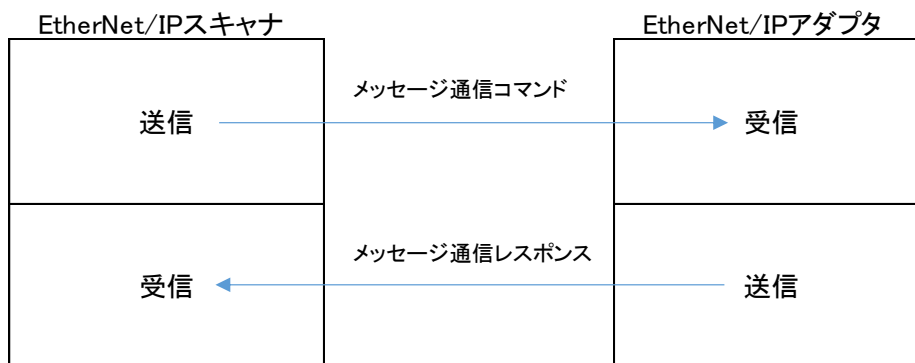 EtherNet/IPスキャナ
EtherNet/IPアダプタ
メッセージ通信コマンド
送信
受信
メッセージ通信レスポンス
受信
送信